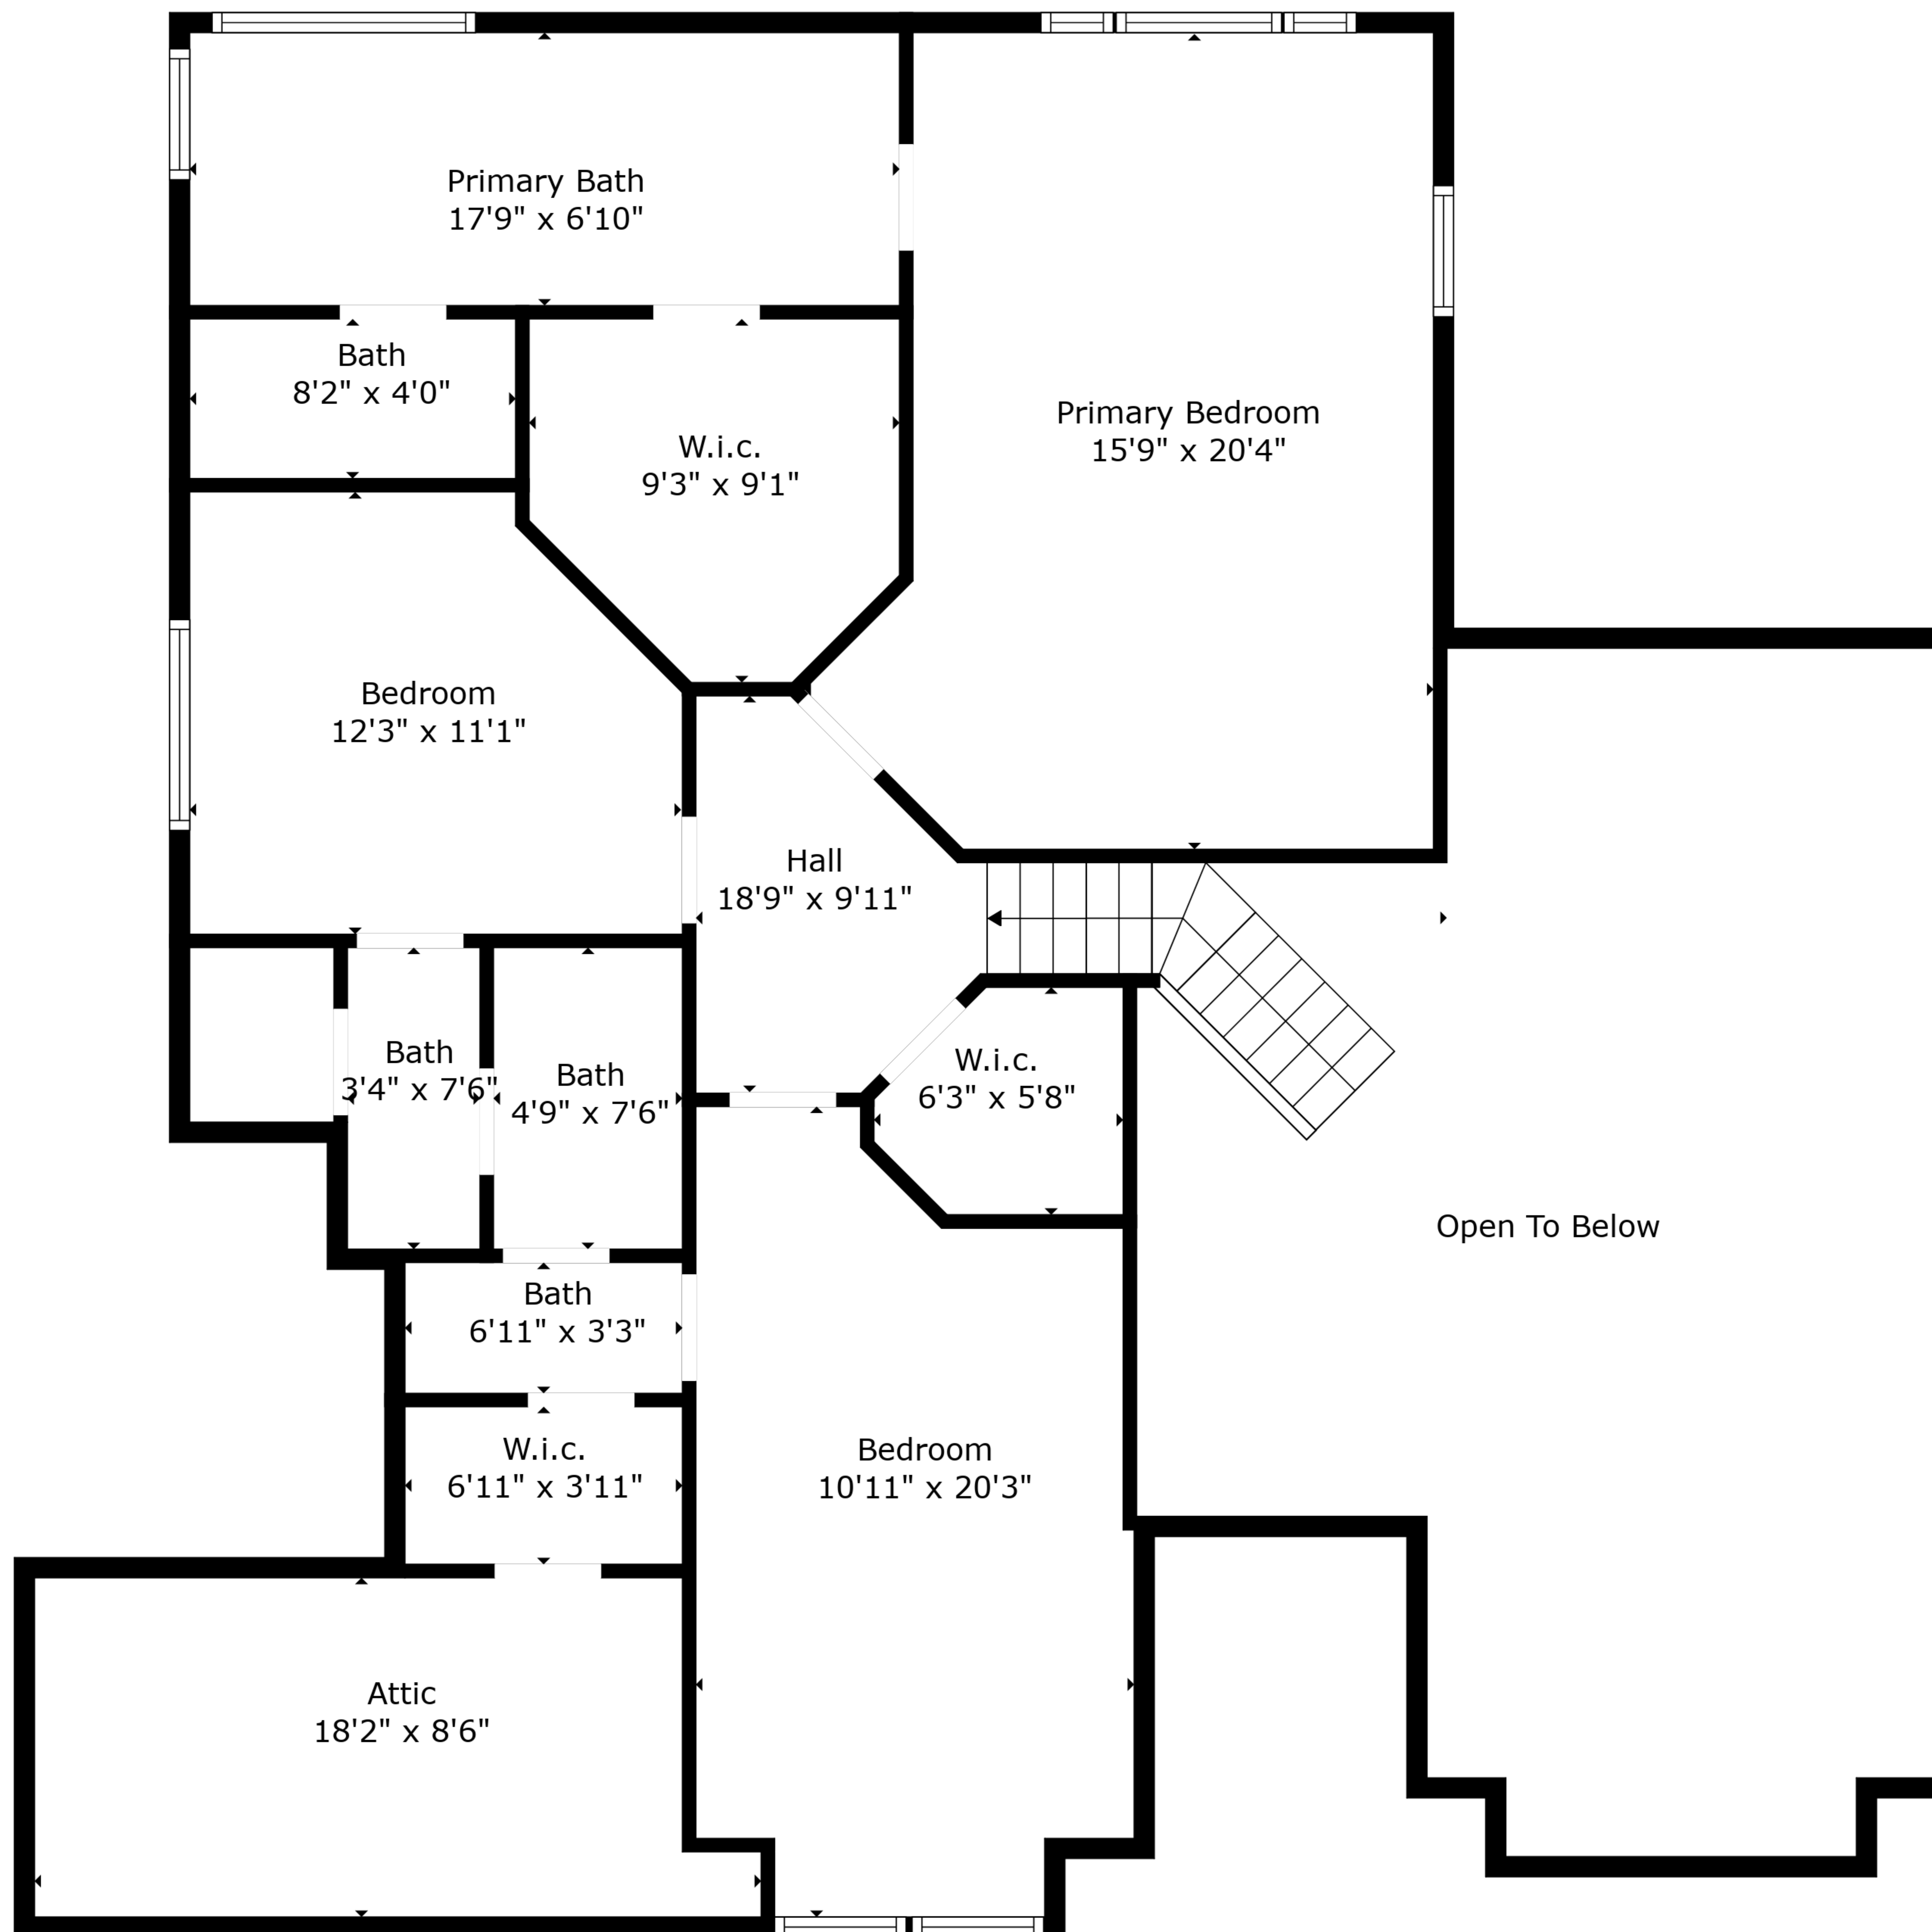 Primary Bath
17'9" x 6'10"
Bath
8'2" x 4'0"
W.i.c.
9'3" x 9'1"
Primary Bedroom
15'9" x 20'4"
Bedroom
12'3" x 11'1"
Hall
18'9" x 9'11"
Bath
3'4" x 7'6"
Bath
4'9" x 7'6"
W.i.c.
6'3" x 5'8"
Open To Below
Bath
6'11" x 3'3"
W.i.c.
6'11" x 3'11"
Bedroom
10'11" x 20'3"
Attic
18'2" x 8'6"